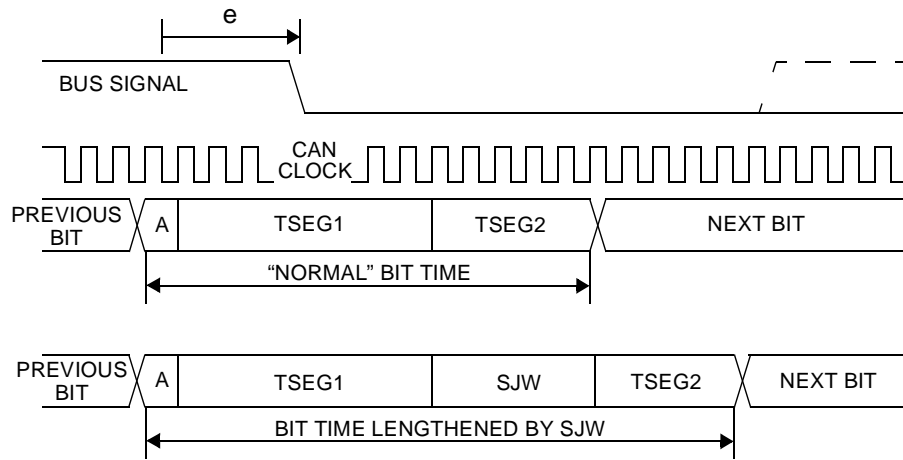 e
BUS SIGNAL
CAN
CLOCK
PREVIOUS
BIT
A
TSEG1
TSEG2
NEXT BIT
“NORMAL” BIT TIME
PREVIOUS
BIT
A
TSEG1
SJW
TSEG2
NEXT BIT
BIT TIME LENGTHENED BY SJW